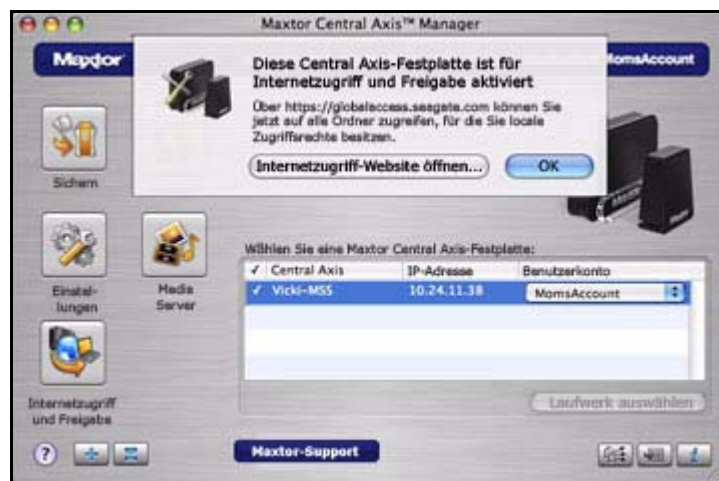 Maxtor Central Axis™ Manager
Maxtor
MomsAccount
Diese Central Axis-Festplatte ist für
Internetzugriff und Freigabe aktiviert
Über https://globalaccess.seagate.com können Sie
jetzt auf alle Ordner zugreifen, für die Sie locale
Zugriffsrechte besitzen.
Internetzugriff-Website öffnen...
OK
Sichern
Einstel-
lungen
Media
Server
Internetzugriff
und Freigabe
Wählen Sie eine Maxtor Central Axis-Festplatte:
✓ Central Axis IP-Adresse Benutzerkonto
✓ Vicki-MSS 10.24.11.38 MomsAccount
Laufwerk auswählen
? Maxtor-Support